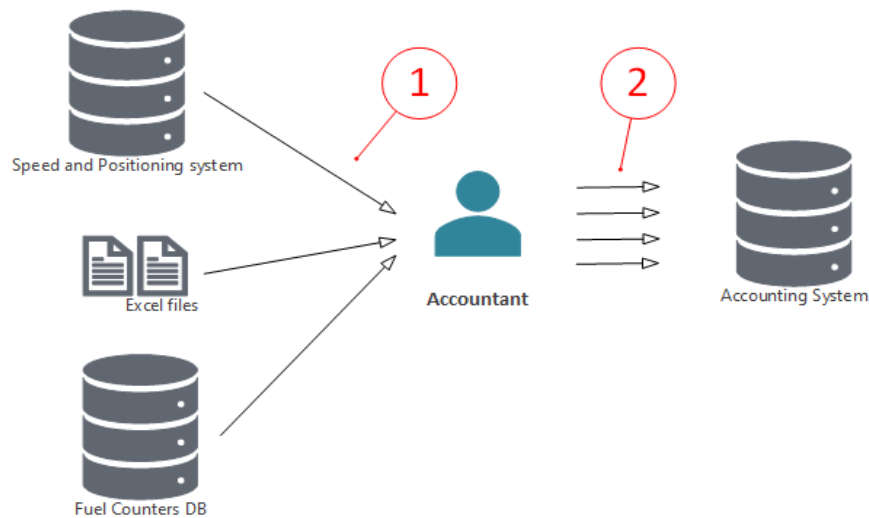 1
2
Speed and Positioning system
Excel files
Accountant
Accounting System
Fuel Counters DB